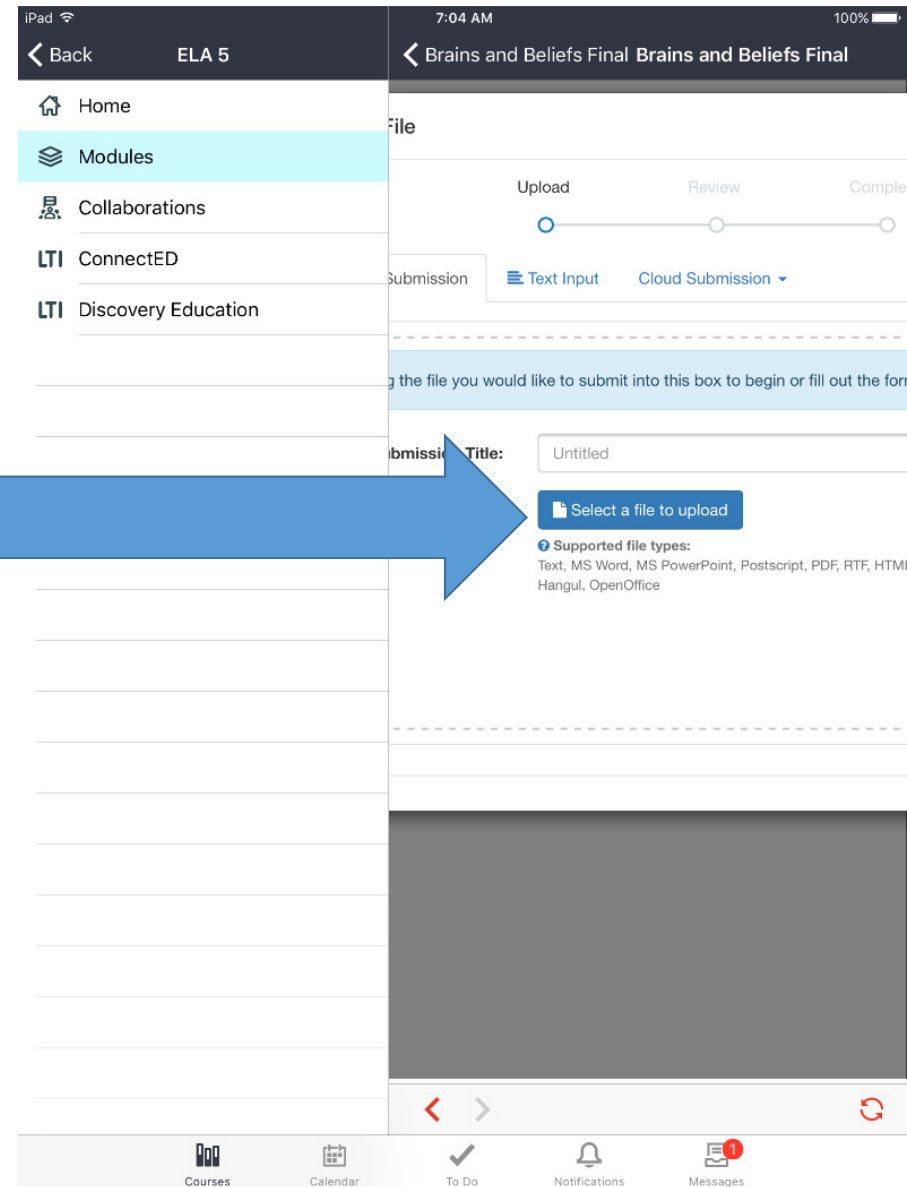 iPad 7:04 AM 100%
Back ELA 5 Brains and Beliefs Final Brains and Beliefs Final
Home
Modules
Collaborations
LTI ConnectED
LTI Discovery Education
File
Upload Review Comple
Submission Text Input Cloud Submission
g the file you would like to submit into this box to begin or fill out the for
bmissi Title: Untitled
Select a file to upload
Supported file types:
Text, MS Word, MS PowerPoint, Postscript, PDF, RTF, HTM
Hangul, OpenOffice
1
Courses Calendar To Do Notifications Messages